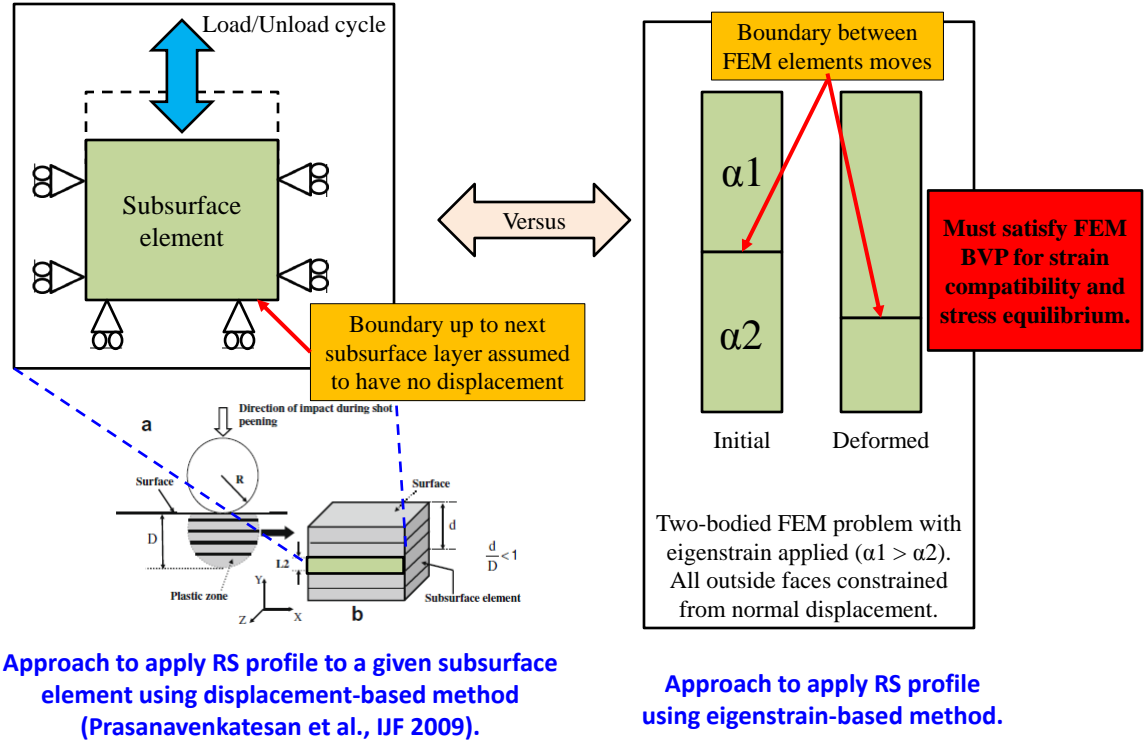 Load/Unload cycle
Subsurface
element
Boundary up to next
subsurface layer assumed
to have no displacement
a
Direction of impact during shot
peening
R
Surface
D
Plastic zone
Surface
d
L2
d
D
<1
Subsurface element
Y
X
Z
b
Approach to apply RS profile to a given subsurface
element using displacement-based method
(Prasanavenkatesan et al., IJF 2009).
Versus
Boundary between
FEM elements moves
α1
α2
Initial
Deformed
Must satisfy FEM
BVP for strain
compatibility and
stress equilibrium.
Two-bodied FEM problem with
eigenstrain applied (α1 > α2).
All outside faces constrained
from normal displacement.
Approach to apply RS profile
using eigenstrain-based method.